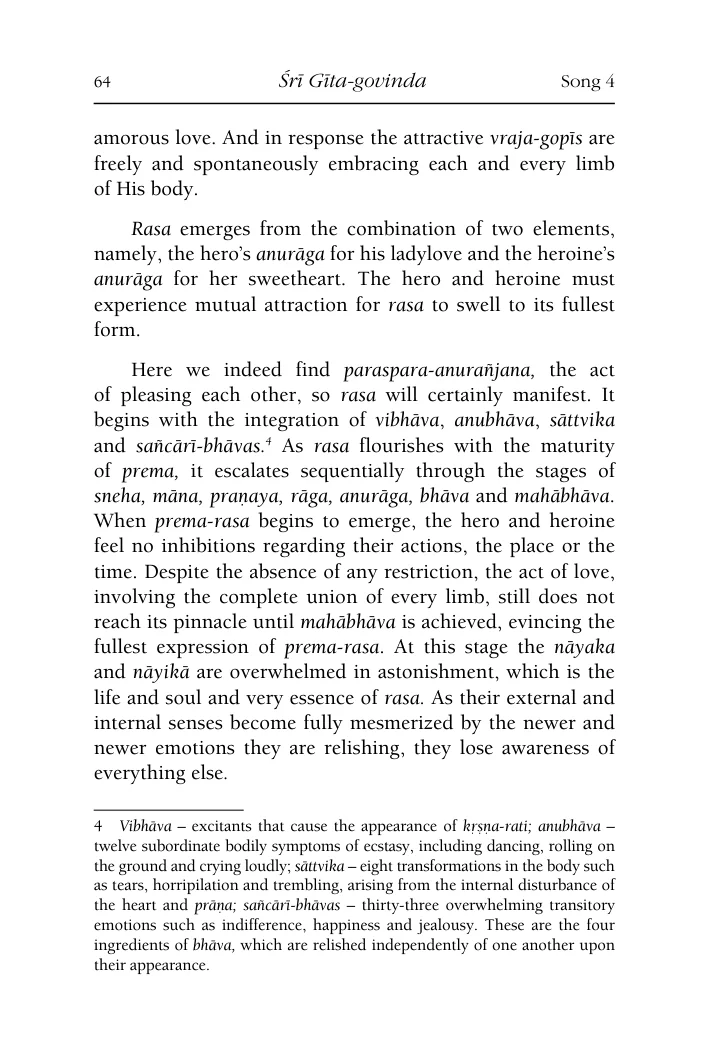 64 Śrī Gīta-govinda Song 4
amorous love. And in response the attractive vraja-gopīs are
freely and spontaneously embracing each and every limb
of His body.
Rasa emerges from the combination of two elements,
namely, the hero’s anurāga for his ladylove and the heroine’s
anurāga for her sweetheart. The hero and heroine must
experience mutual attraction for rasa to swell to its fullest
form.
Here we indeed find paraspara-anurañjana, the act
of pleasing each other, so rasa will certainly manifest. It
begins with the integration of vibhāva, anubhāva, sāttvika
and sañcārī-bhāvas.4 As rasa flourishes with the maturity
of prema, it escalates sequentially through the stages of
sneha, māna, praṇaya, rāga, anurāga, bhāva and mahābhāva.
When prema-rasa begins to emerge, the hero and heroine
feel no inhibitions regarding their actions, the place or the
time. Despite the absence of any restriction, the act of love,
involving the complete union of every limb, still does not
reach its pinnacle until mahābhāva is achieved, evincing the
fullest expression of prema-rasa. At this stage the nāyaka
and nāyikā are overwhelmed in astonishment, which is the
life and soul and very essence of rasa. As their external and
internal senses become fully mesmerized by the newer and
newer emotions they are relishing, they lose awareness of
everything else.
4 Vibhāva – excitants that cause the appearance of kṛṣṇa-rati; anubhāva –
twelve subordinate bodily symptoms of ecstasy, including dancing, rolling on
the ground and crying loudly; sāttvika – eight transformations in the body such
as tears, horripilation and trembling, arising from the internal disturbance of
the heart and prāṇa; sañcārī-bhāvas – thirty-three overwhelming transitory
emotions such as indifference, happiness and jealousy. These are the four
ingredients of bhāva, which are relished independently of one another upon
their appearance.